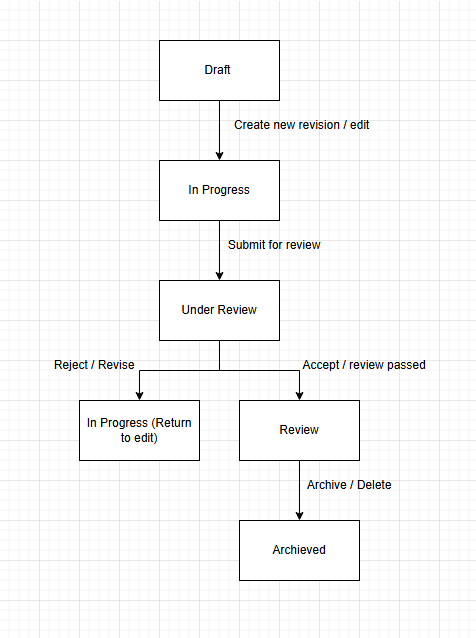 Draft
Create new revision / edit
In Progress
Submit for review
Under Review
Reject / Revise
Accept / review passed
In Progress (Return
to edit)
Review
Archive / Delete
Archieved